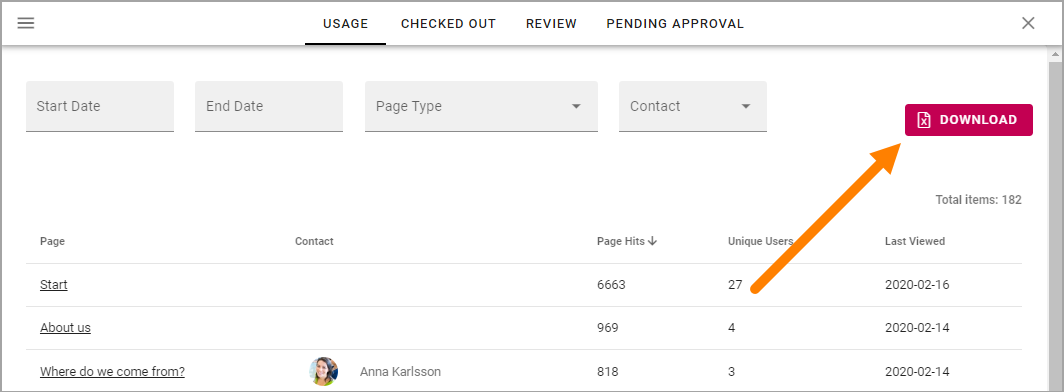 USAGE CHECKED OUT REVIEW PENDING APPROVAL
Start Date End Date Page Type Contact
DOWNLOAD
Total items: 182
Page Contact Page Hits Unique Users Last Viewed
Start 6663 27 2020-02-16
About us 969 4 2020-02-14
Where do we come from? Anna Karlsson 818 3 2020-02-14